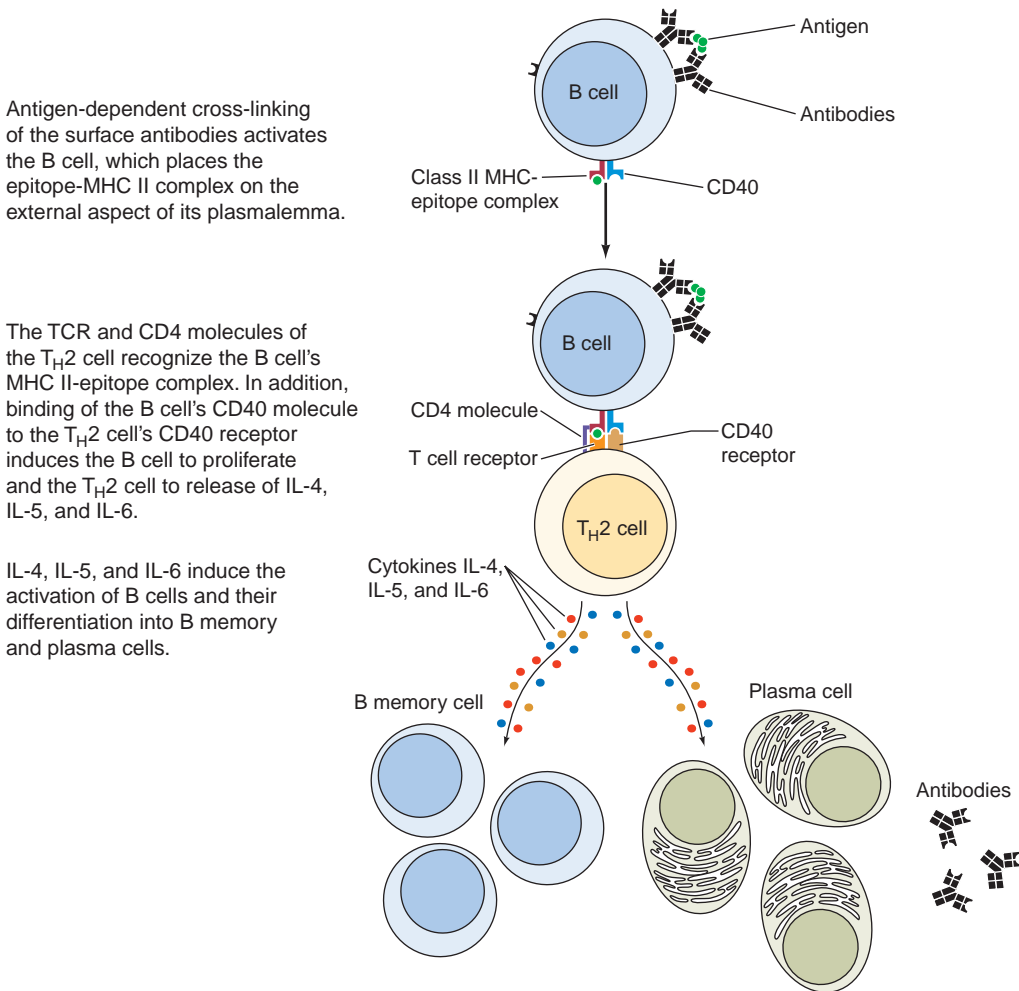 Antigen
B cell
Antibodies
Antigen-dependent cross-linking
of the surface antibodies activates
the B cell, which places the
epitope-MHC II complex on the
external aspect of its plasmalemma.
Class II MHC-
epitope complex
CD40
The TCR and CD4 molecules of
the TH2 cell recognize the B cell's
MHC II-epitope complex. In addition,
binding of the B cell's CD40 molecule
to the TH2 cell's CD40 receptor
induces the B cell to proliferate
and the TH2 cell to release of IL-4,
IL-5, and IL-6.
B cell
CD4 molecule
T cell receptor
CD40
receptor
TH2 cell
IL-4, IL-5, and IL-6 induce the
activation of B cells and their
differentiation into B memory
and plasma cells.
Cytokines IL-4,
IL-5, and IL-6
B memory cell
Plasma cell
Antibodies